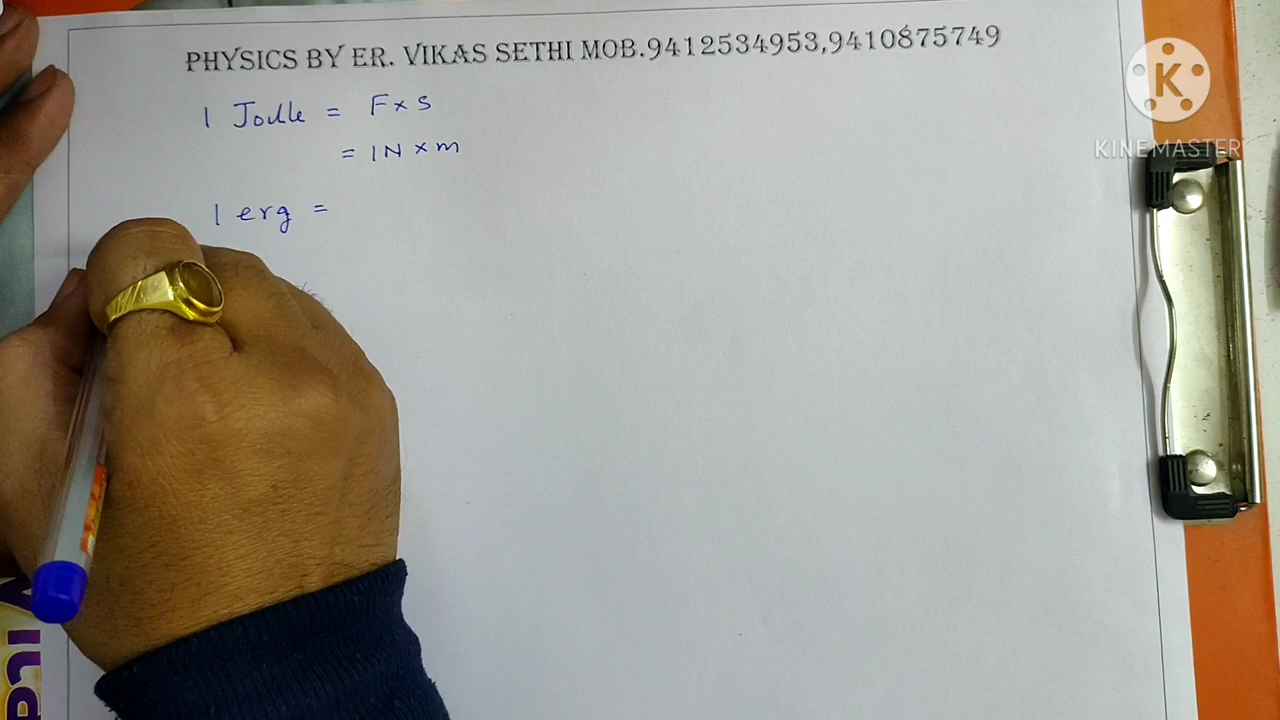 PHYSICS BY ER. VIKAS SETHI MOB.9412534953,9410875749
1 Joule = F x s
= 1N x m
1 erg =
K
KINEMASTER